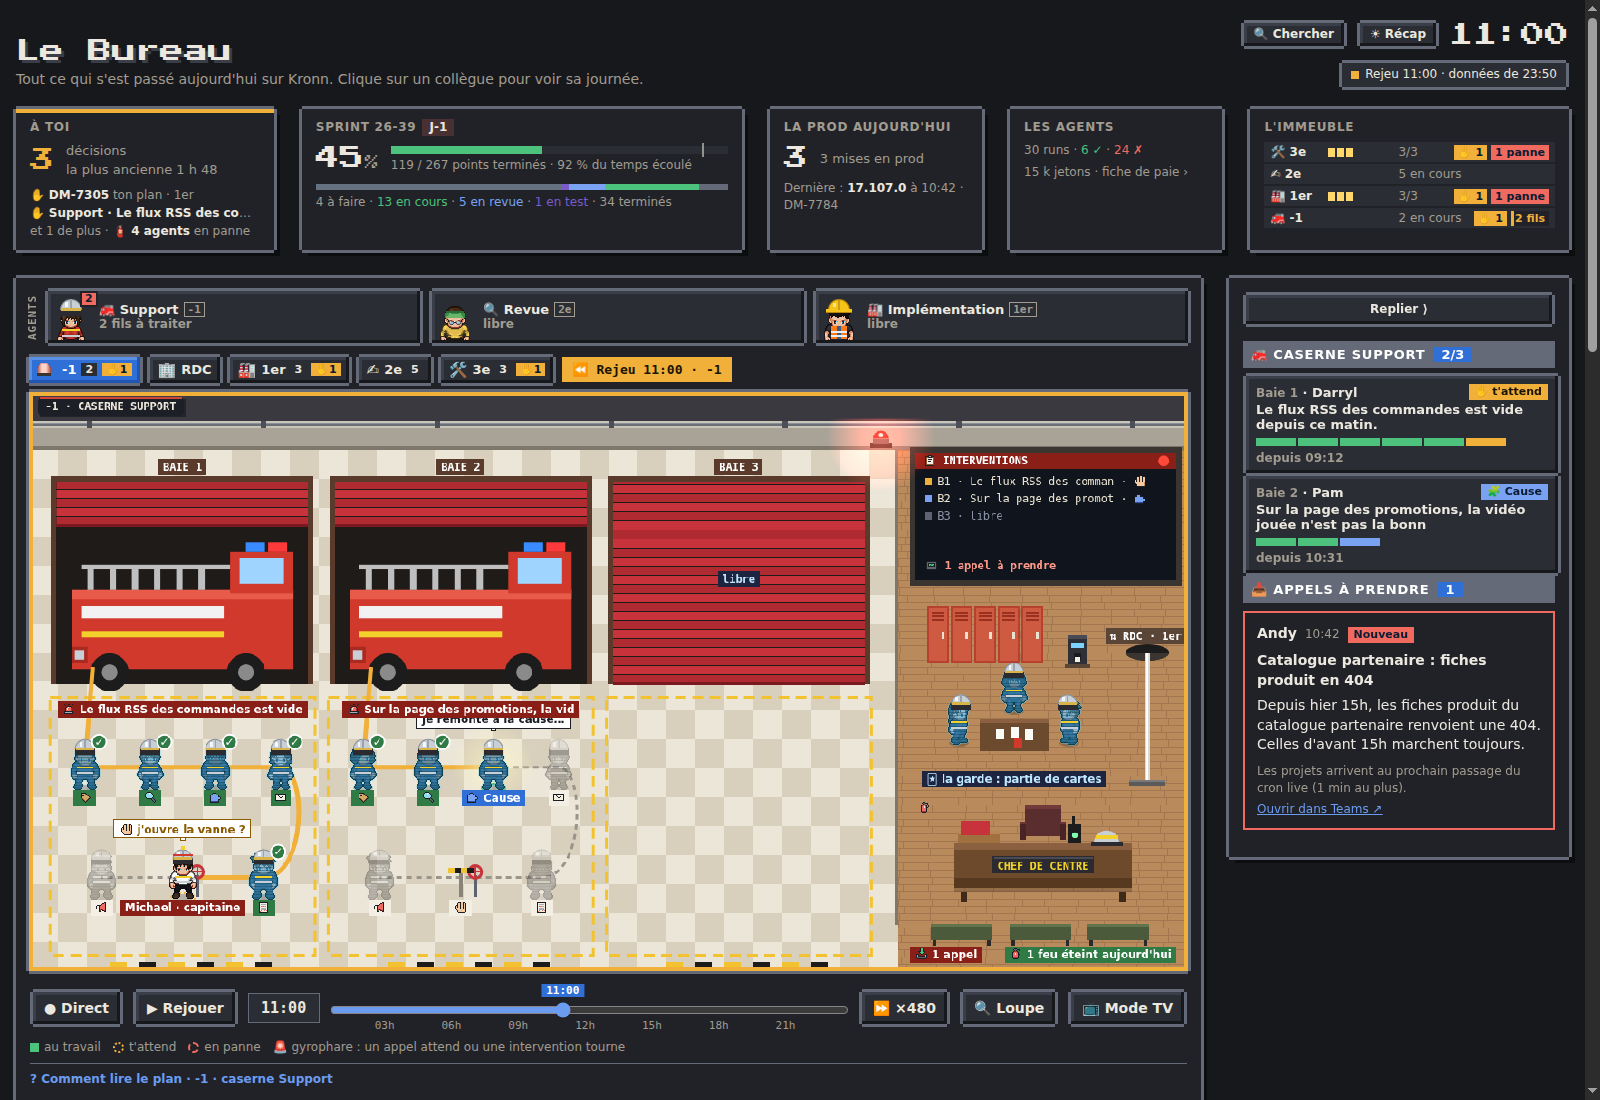 Le Bureau
Tout ce qui s'est passé aujourd'hui sur Kronn. Clique sur un collègue pour voir sa journée.
Chercher
Récap
11:00
Rejeu 11:00 · données de 23:50
À TOI
3
décisions
la plus ancienne 1 h 48
DM-7305 ton plan · 1er
Support · Le flux RSS des co…
et 1 de plus · 4 agents en panne
SPRINT 26-39 J-1
45%
119 / 267 points terminés · 92 % du temps écoulé
4 à faire · 13 en cours · 5 en revue · 1 en test · 34 terminés
LA PROD AUJOURD'HUI
3
3 mises en prod
Dernière : 17.107.0 à 10:42 ·
DM-7784
LES AGENTS
30 runs · 6 ✓ · 24 ✗
15 k jetons · fiche de paie ›
L'IMMEUBLE
3e 3/3 1 1 panne
2e 5 en cours
1er 3/3 1 1 panne
-1 2 en cours 1 2 fils
AGENTS
2
Support -1
2 fils à traiter
Revue 2e
libre
Implémentation 1er
libre
-1 2 1
RDC
1er 3 1
2e 5
3e 3 1
Rejeu 11:00 · -1
-1 · CASERNE SUPPORT
BAIE 1
BAIE 2
BAIE 3
libre
INTERVENTIONS
B1 · Le flux RSS des comman ·
B2 · Sur la page des promot ·
B3 · libre
1 appel à prendre
⇅ RDC · 1er
Le flux RSS des commandes est vide
Sur la page des promotions, la vid
Je remonte à la cause…
Cause
j'ouvre la vanne ?
Michael · capitaine
la garde : partie de cartes
CHEF DE CENTRE
1 appel
1 feu éteint aujourd'hui
Replier ⟩
CASERNE SUPPORT 2/3
Baie 1 · Darryl
t'attend
Le flux RSS des commandes est vide
depuis ce matin.
depuis 09:12
Baie 2 · Pam
Cause
Sur la page des promotions, la vidéo
jouée n'est pas la bonn
depuis 10:31
APPELS À PRENDRE 1
Andy 10:42 Nouveau
Catalogue partenaire : fiches
produit en 404
Depuis hier 15h, les fiches produit du
catalogue partenaire renvoient une 404.
Celles d'avant 15h marchent toujours.
Les projets arrivent au prochain passage du
cron live (1 min au plus).
Ouvrir dans Teams ↗
● Direct
▶ Rejouer
11:00
11:00
03h 06h 09h 12h 15h 18h 21h
×480
Loupe
Mode TV
au travail
t'attend
en panne
gyrophare : un appel attend ou une intervention tourne
? Comment lire le plan · -1 · caserne Support